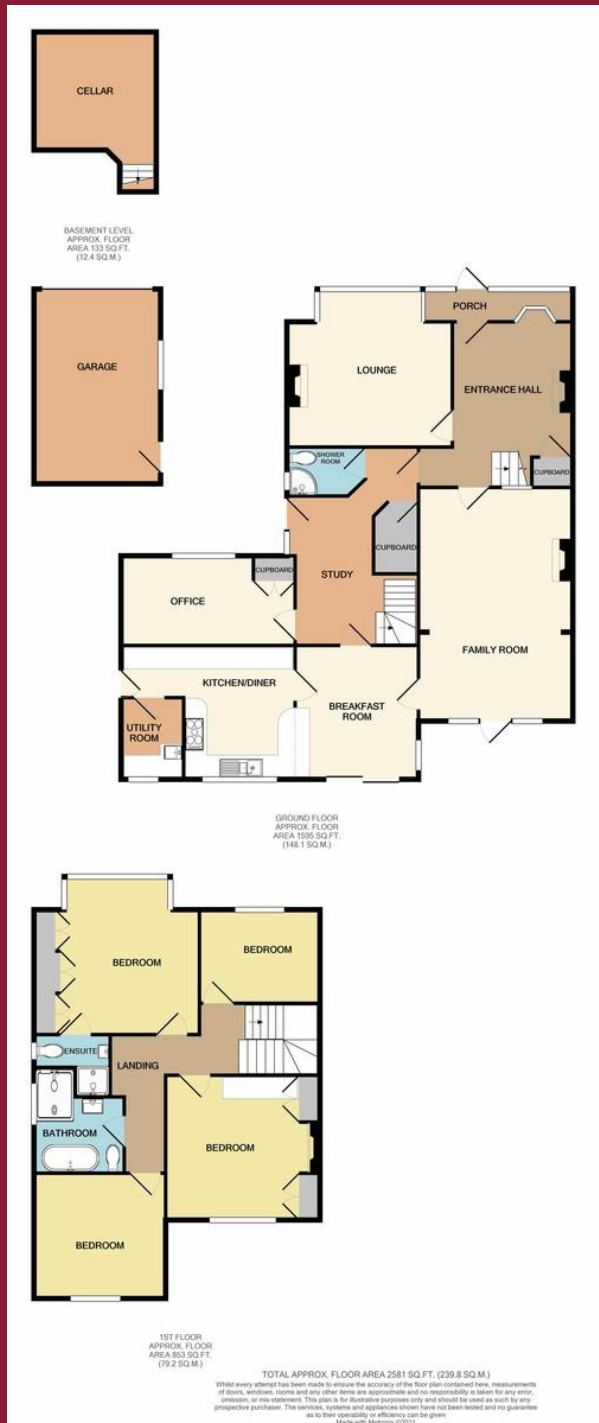 CELLAR
BASEMENT LEVEL
APPROX. FLOOR
AREA 133 SQ.FT.
(12.4 SQ.M.)
GARAGE
PORCH
LOUNGE
ENTRANCE HALL
SHOWER
ROOM
CUPBOARD
CUPBOARD
STUDY
CUPBOARD
OFFICE
FAMILY ROOM
KITCHEN/DINER
BREAKFAST
ROOM
UTILITY
ROOM
GROUND FLOOR
APPROX. FLOOR
AREA 1595 SQ.FT.
(148.1 SQ.M.)
BEDROOM
BEDROOM
ENSUITE
LANDING
BATHROOM
BEDROOM
BEDROOM
1ST FLOOR
APPROX. FLOOR
AREA 853 SQ.FT.
(79.2 SQ.M.)
TOTAL APPROX. FLOOR AREA 2581 SQ.FT. (239.8 SQ.M.)
Whilst every attempt has been made to ensure the accuracy of the floor plan contained here, measurements
of doors, windows, rooms and any other items are approximate and no responsibility is taken for any error,
omission, or mis-statement. This plan is for illustrative purposes only and should be used as such by any
prospective purchaser. The services, systems and appliances shown have not been tested and no guarantee
as to their operability or efficiency can be given
Made with Metropix ©2021